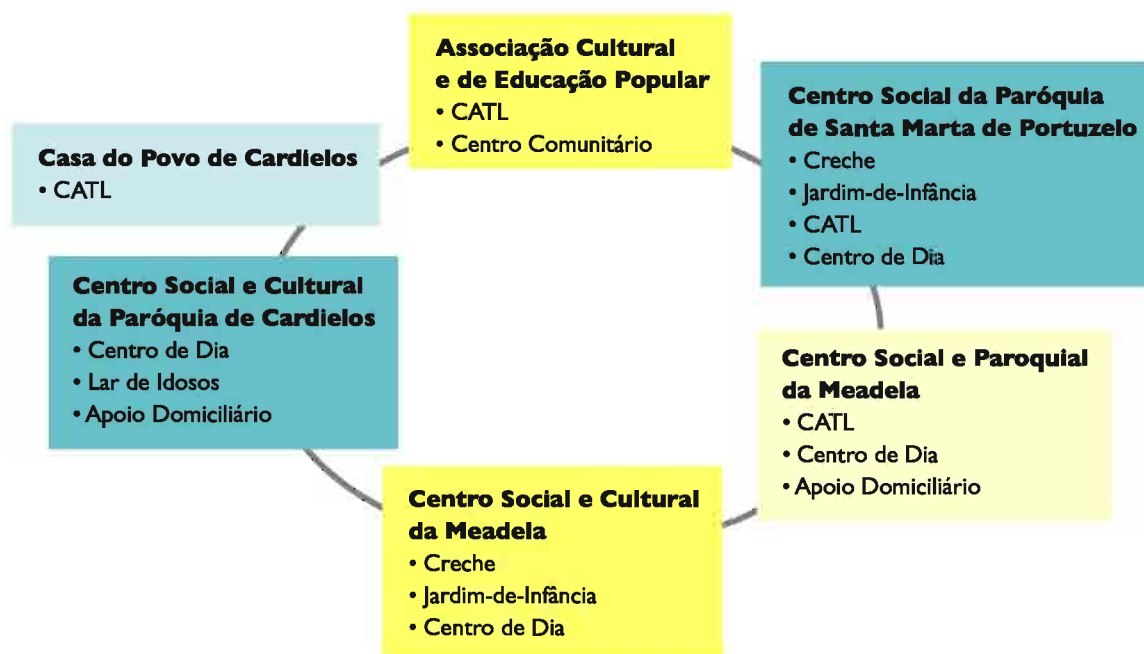 Associação Cultural
e de Educação Popular
• CATL
• Centro Comunitário
Centro Social da Paróquia
de Santa Marta de Portuzelo
• Creche
• Jardim-de-Infância
• CATL
• Centro de Dia
Casa do Povo de Cardielos
• CATL
Centro Social e Cultural
da Paróquia de Cardielos
• Centro de Dia
• Lar de Idosos
• Apoio Domiciliário
Centro Social e Paroquial
da Meadela
• CATL
• Centro de Dia
• Apoio Domiciliário
Centro Social e Cultural
da Meadela
• Creche
• Jardim-de-Infância
• Centro de Dia